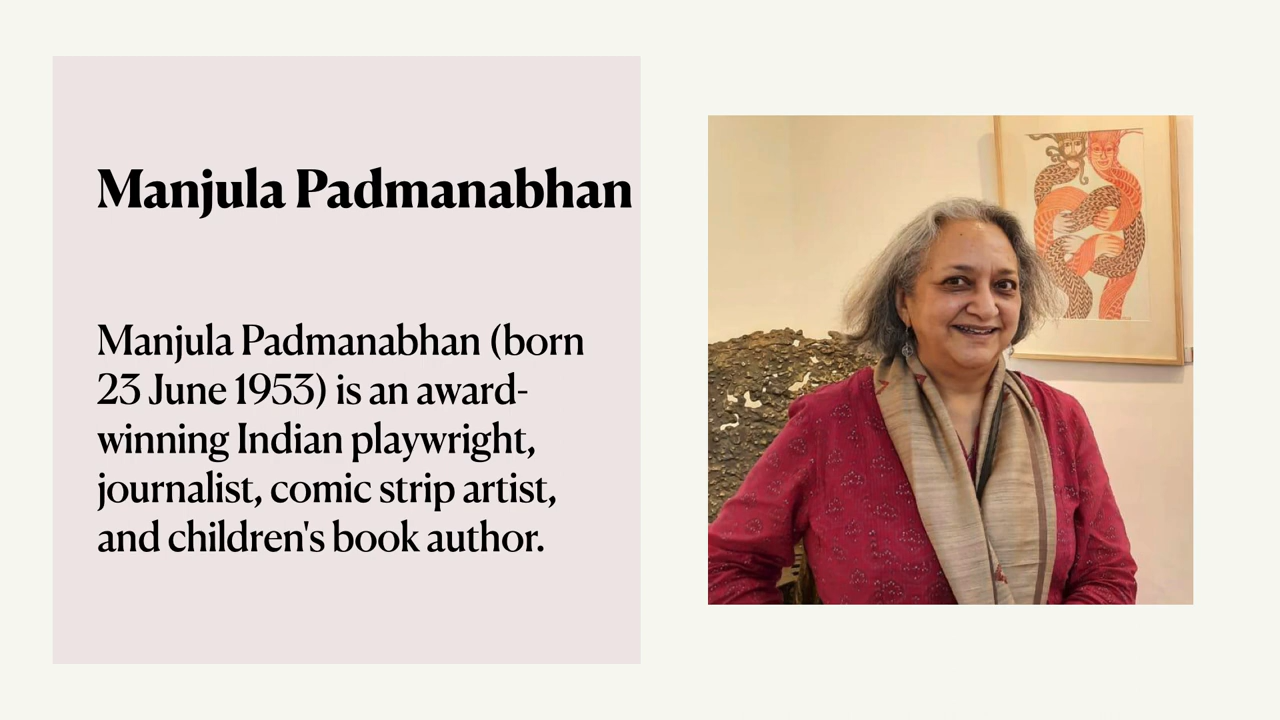 Manjula Padmanabhan
Manjula Padmanabhan (born
23 June 1953) is an award-
winning Indian playwright,
journalist, comic strip artist,
and children's book author.